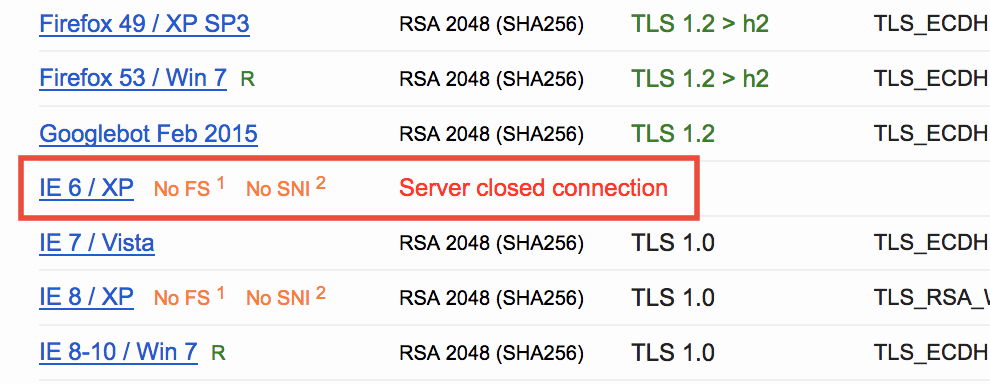 Firefox 49 / XP SP3 RSA 2048 (SHA256) TLS 1.2 > h2 TLS_ECDH
Firefox 53 / Win 7 R RSA 2048 (SHA256) TLS 1.2 > h2 TLS_ECDH
Googlebot Feb 2015 RSA 2048 (SHA256) TLS 1.2 TLS_ECDH
IE 6 / XP No FS 1 No SNI 2 Server closed connection
IE 7 / Vista RSA 2048 (SHA256) TLS 1.0 TLS_ECDH
IE 8 / XP No FS 1 No SNI 2 RSA 2048 (SHA256) TLS 1.0 TLS_RSA_
IE 8-10 / Win 7 R RSA 2048 (SHA256) TLS 1.0 TLS_ECDH